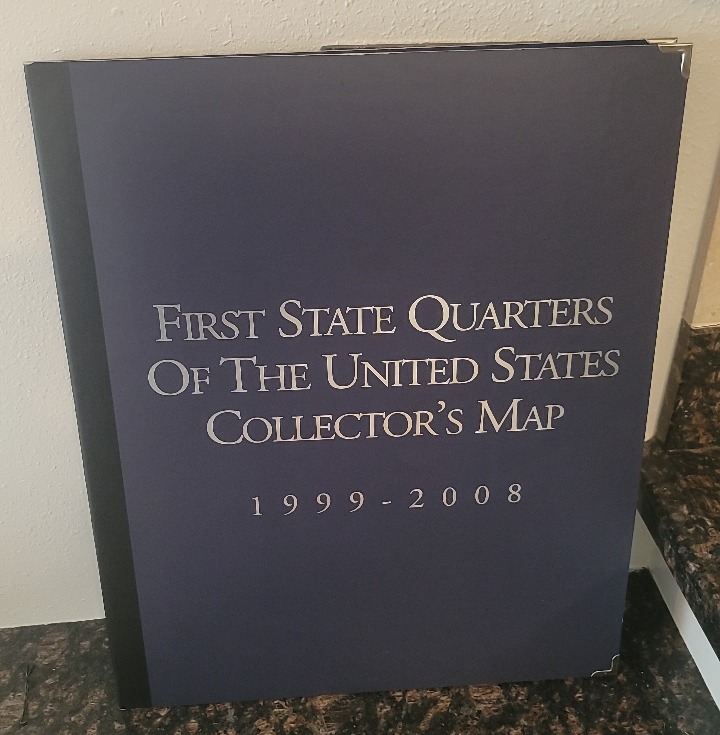 First State Quarters
Of The United States
Collector's Map
1999-2008